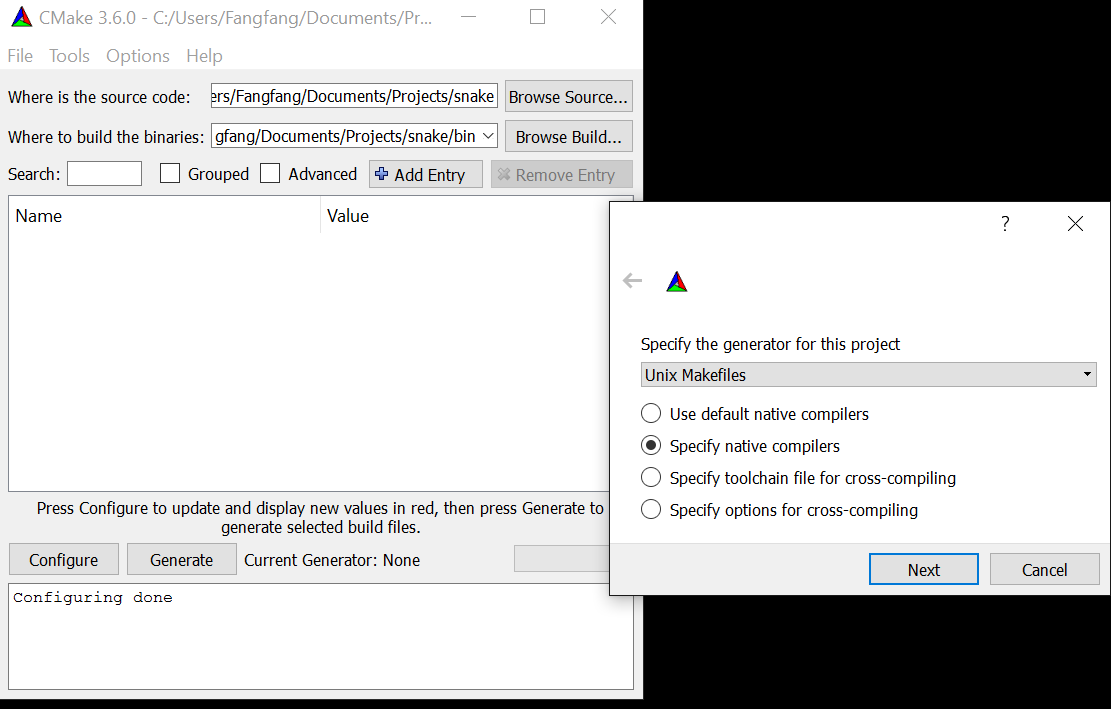 CMake 3.6.0 - C:/Users/Fangfang/Documents/Pr...
File Tools Options Help
Where is the source code: ers/Fangfang/Documents/Projects/snake Browse Source...
Where to build the binaries: gfang/Documents/Projects/snake/bin Browse Build...
Search: Grouped Advanced Add Entry Remove Entry
Name Value
?
Specify the generator for this project
Unix Makefiles
Use default native compilers
Specify native compilers
Specify toolchain file for cross-compiling
Specify options for cross-compiling
Next Cancel
Press Configure to update and display new values in red, then press Generate to
generate selected build files.
Configure Generate Current Generator: None
Configuring done